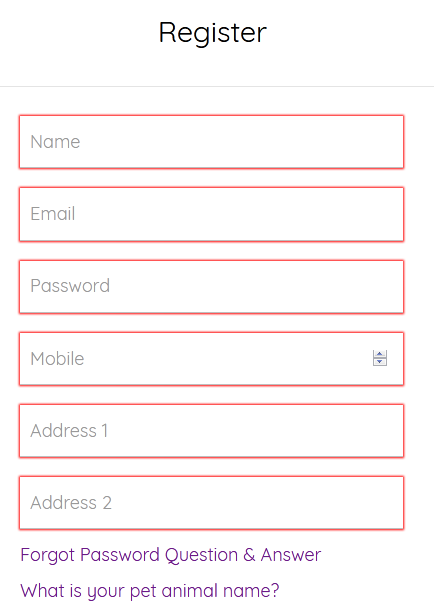 Register
Name
Email
Password
Mobile
Address 1
Address 2
Forgot Password Question & Answer
What is your pet animal name?